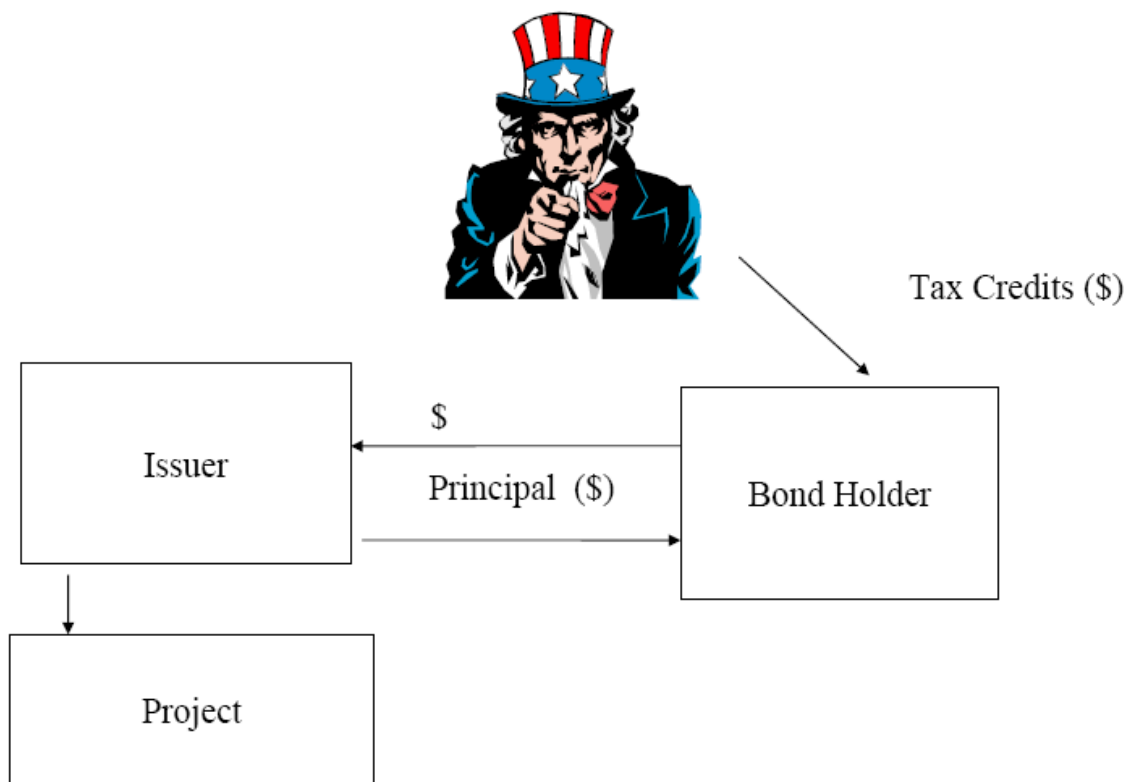 Tax Credits ($)
$
Issuer
Principal ($)
Bond Holder
Project